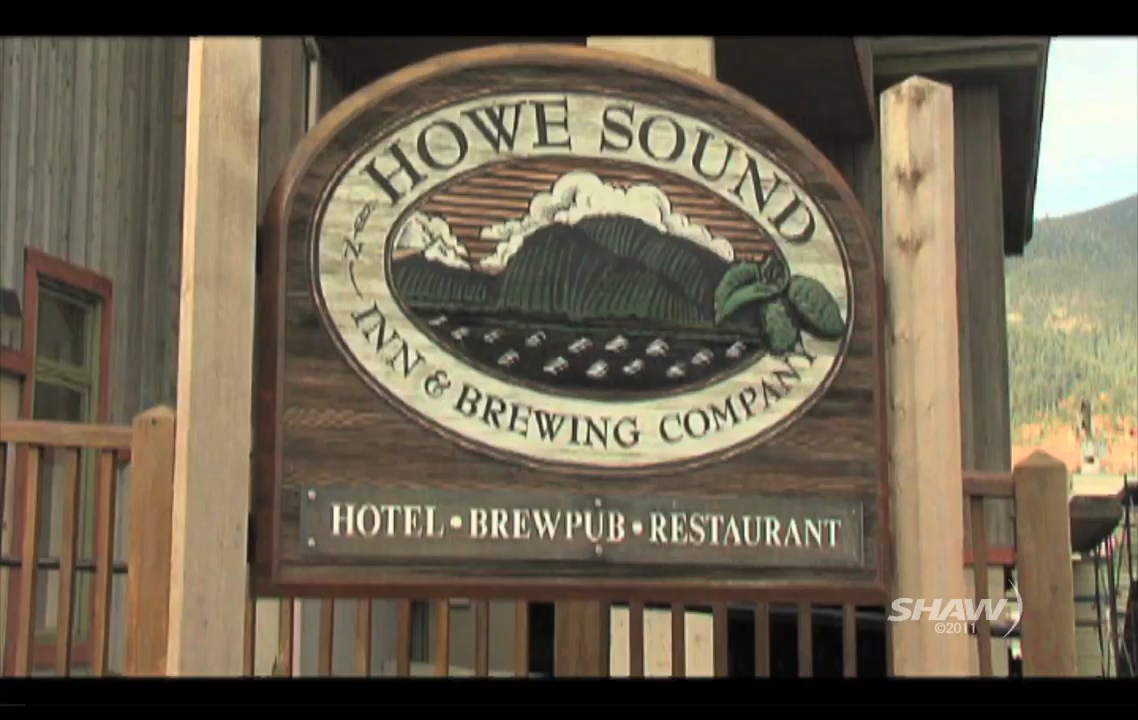 HOWE SOUND
INN & BREWING COMPANY
HOTEL • BREWPUB • RESTAURANT
SHAW
©2011